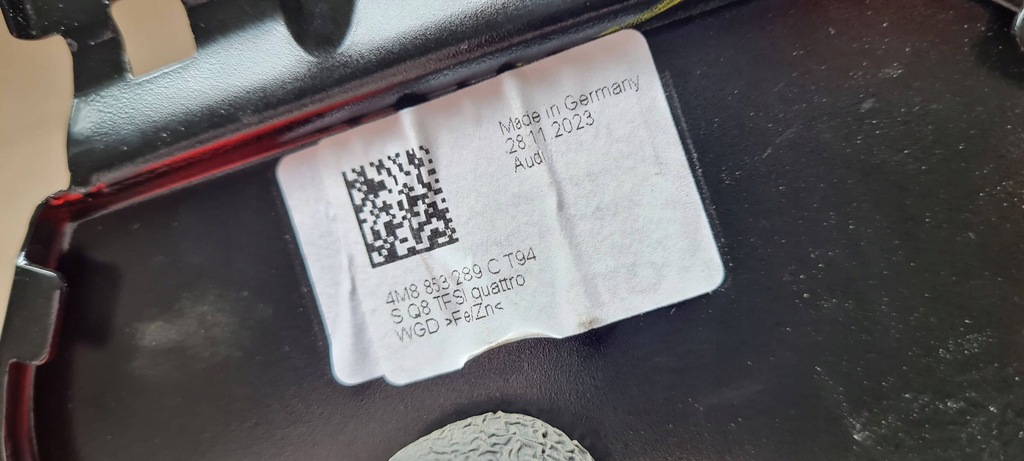 Made in Germany
28.11.2023
Audi
4M8 853 289 C T94
S Q8 TFSI quattro
WGD >Fe/Zn<